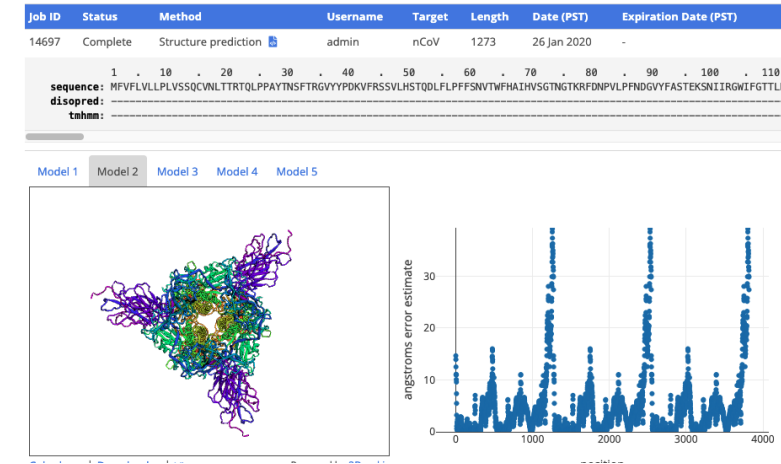 Job ID Status Method Username Target Length Date (PST) Expiration Date (PST)
14697 Complete Structure prediction admin nCoV 1273 26 Jan 2020 -
1 . 10 . 20 . 30 . 40 . 50 . 60 . 70 . 80 . 90 . 100 . 110
sequence: MFVFLVLLPLVSSQCVNLTTRTQLPPAYTNSFTRGVYYPDKVFRSSVLHSTQDLFLPFFSNVTWFHAIHVSGTNGTKRFDNPVLPFNDGVYFASTEKSNIIRGWIFGTTL
disopred: --------------------------------------------------------------------------------------------------------------
tmhmm: --------------------------------------------------------------------------------------------------------------
Model 1 Model 2 Model 3 Model 4 Model 5
angstroms error estimate
30
20
10
0
0 1000 2000 3000 4000